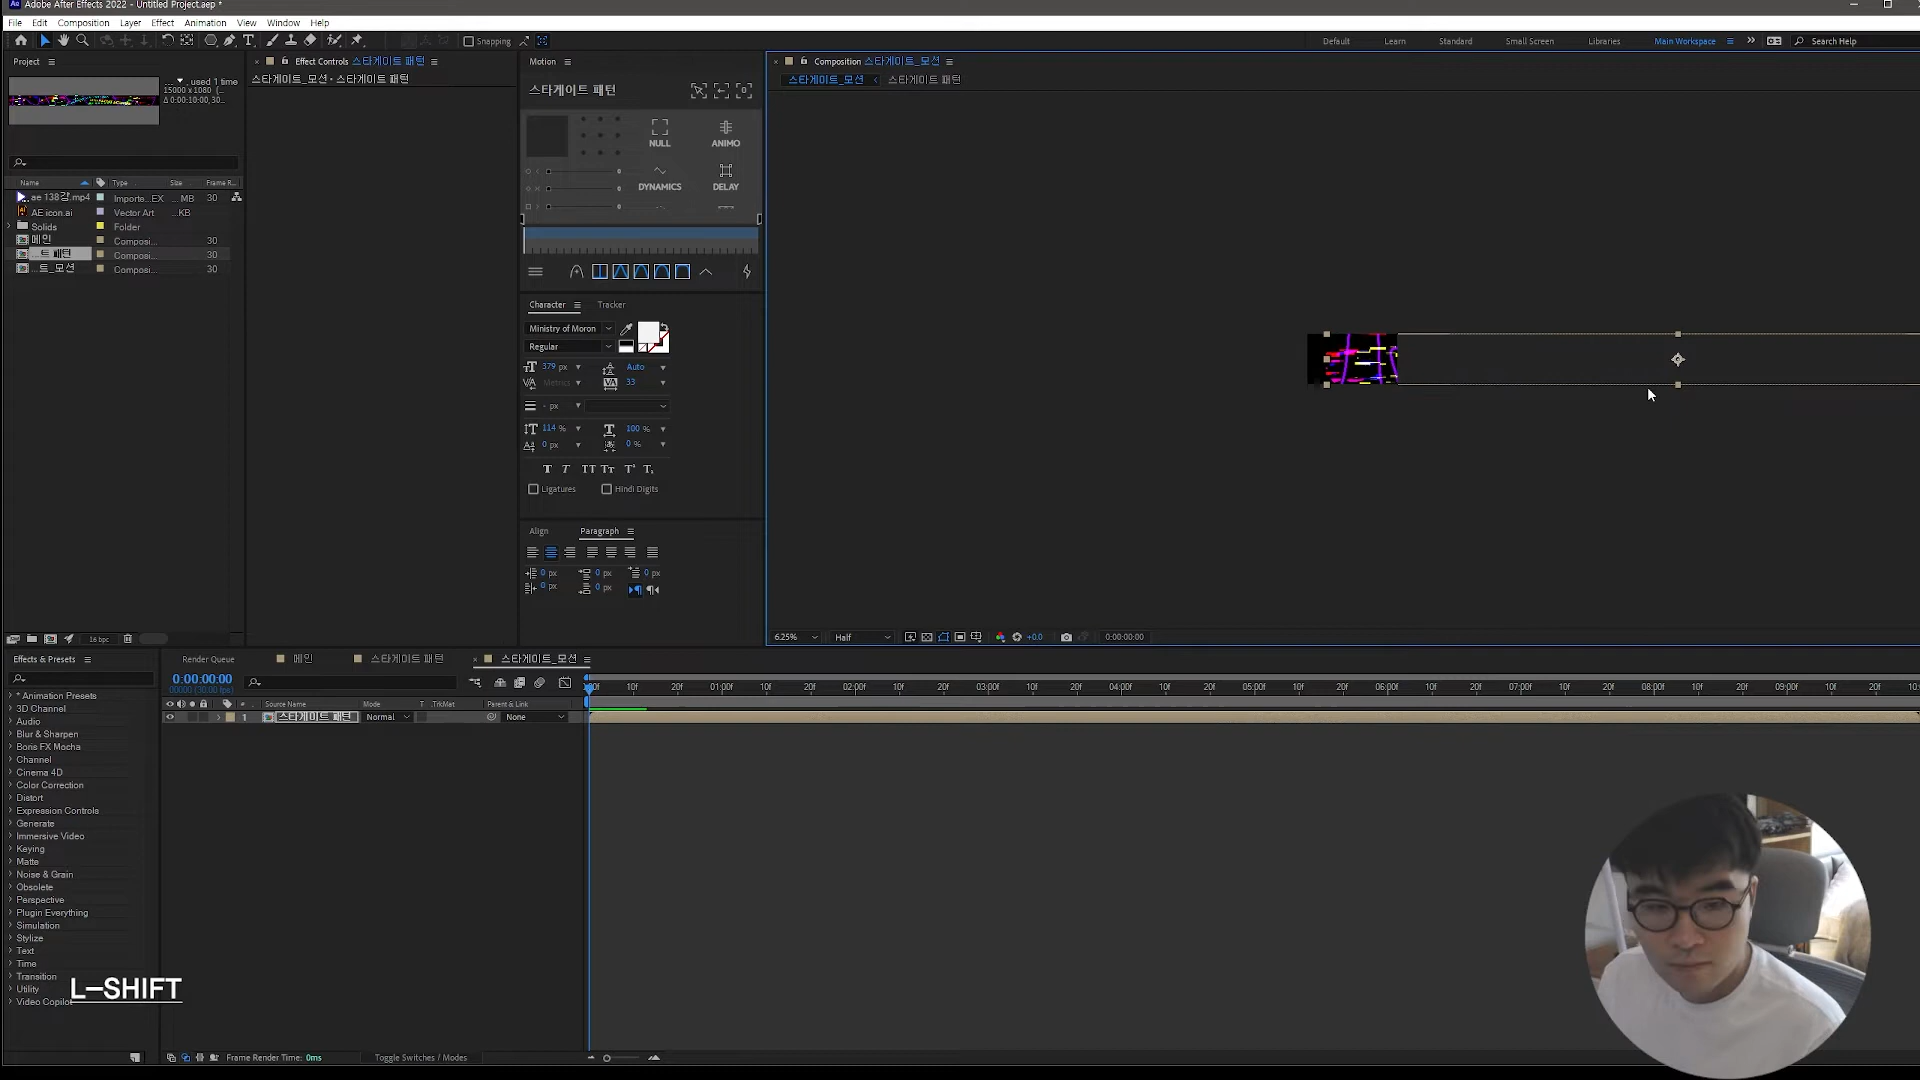 Adobe After Effects 2022 - Untitled Project.aep *
File Edit Composition Layer Effect Animation View Window Help
Snapping
Default Learn Standard Small Screen Libraries Main Workspace Search Help
Project
used 1 time
15000 x 1080 (...
Δ 0:00:10:00, 30...
Name Type Size Frame R...
ae 138강.mp4 Importe...EX ... MB 30
AE icon.ai Vector Art ...KB
Solids Folder
메인 Composi... 30
...트 패턴 Composi... 30
...트_모션 Composi... 30
16 bpc
Effect Controls 스타게이트 패턴
스타게이트_모션 • 스타게이트 패턴
Motion
스타게이트 패턴
NULL ANIMO
DYNAMICS DELAY
Character Tracker
Ministry of Moron
Regular
379 px Auto
Metrics 33
- px
114 % 100 %
0 px 0 %
Ligatures Hindi Digits
Align Paragraph
0 px 0 px 0 px
0 px 0 px
Composition 스타게이트_모션
스타게이트_모션 스타게이트 패턴
6.25% Half +0.0 0:00:00:00
Effects & Presets
* Animation Presets
3D Channel
Audio
Blur & Sharpen
Boris FX Mocha
Channel
Cinema 4D
Color Correction
Distort
Expression Controls
Generate
Immersive Video
Keying
Matte
Noise & Grain
Obsolete
Perspective
Plugin Everything
Simulation
Stylize
Text
Time
Transition
Utility
Video Copilot
L-SHIFT
Render Queue 메인 스타게이트 패턴 스타게이트_모션
0:00:00:00
00000 (30.00 fps)
10f 20f 01:00f 10f 20f 02:00f 10f 20f 03:00f 10f 20f 04:00f 10f 20f 05:00f 10f 20f 06:00f 10f 20f 07:00f 10f 20f 08:00f 10f 20f 09:00f 10f 20f
# Source Name Mode T .TrkMat Parent & Link
1 스타게이트 패턴 Normal None
Frame Render Time: 0ms Toggle Switches / Modes